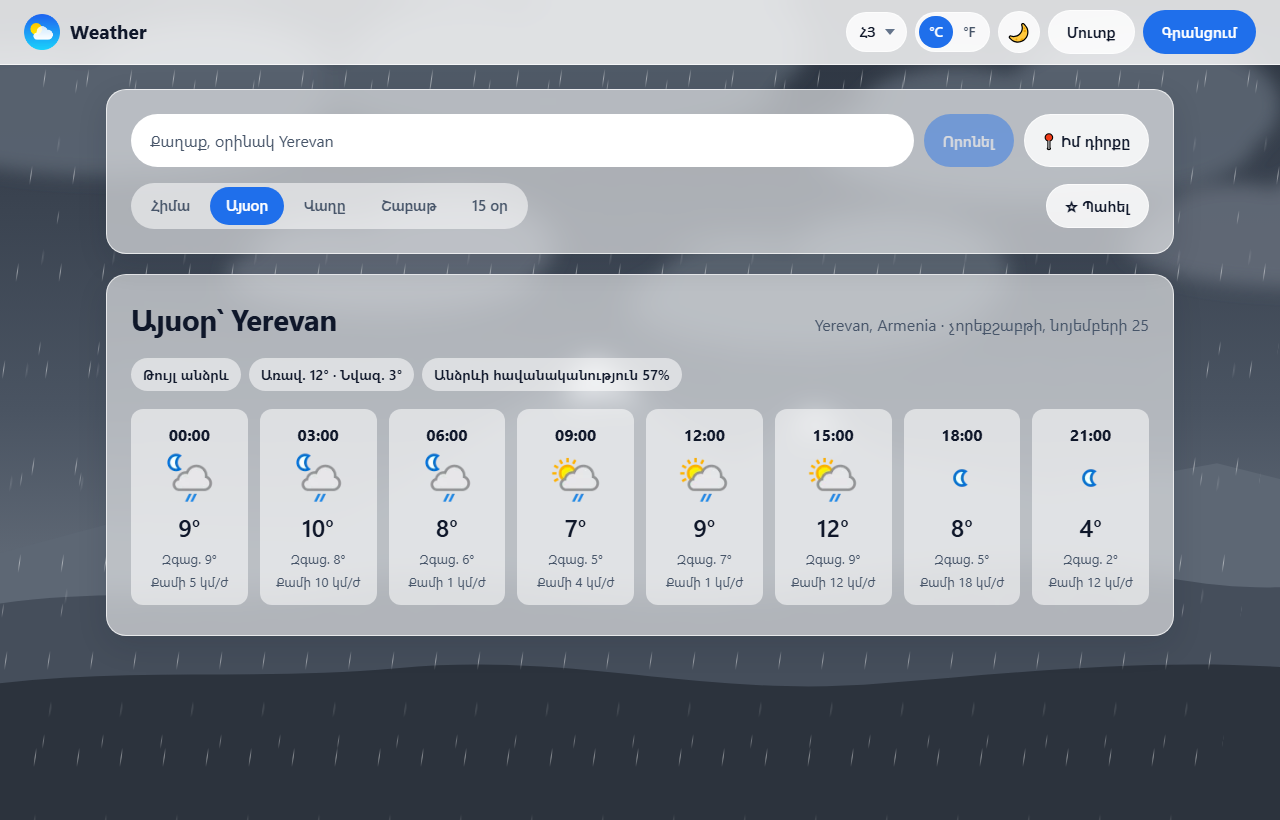 Weather
ՀՅ
°C
°F
Մուտք
Գրանցում
Քաղաք, օրինակ Yerevan
Որոնել
Իմ դիրքը
Հիմա
Այսօր
Վաղը
Շաբաթ
15 օր
☆ Պահել
Այսօր՝ Yerevan
Yerevan, Armenia · չորեքշաբթի, նոյեմբերի 25
Թույլ անձրև
Առավ. 12° · Նվազ. 3°
Անձրևի հավանականություն 57%
00:00
9°
Զգաց. 9°
Քամի 5 կմ/ժ
03:00
10°
Զգաց. 8°
Քամի 10 կմ/ժ
06:00
8°
Զգաց. 6°
Քամի 1 կմ/ժ
09:00
7°
Զգաց. 5°
Քամի 4 կմ/ժ
12:00
9°
Զգաց. 7°
Քամի 1 կմ/ժ
15:00
12°
Զգաց. 9°
Քամի 12 կմ/ժ
18:00
8°
Զգաց. 5°
Քամի 18 կմ/ժ
21:00
4°
Զգաց. 2°
Քամի 12 կմ/ժ